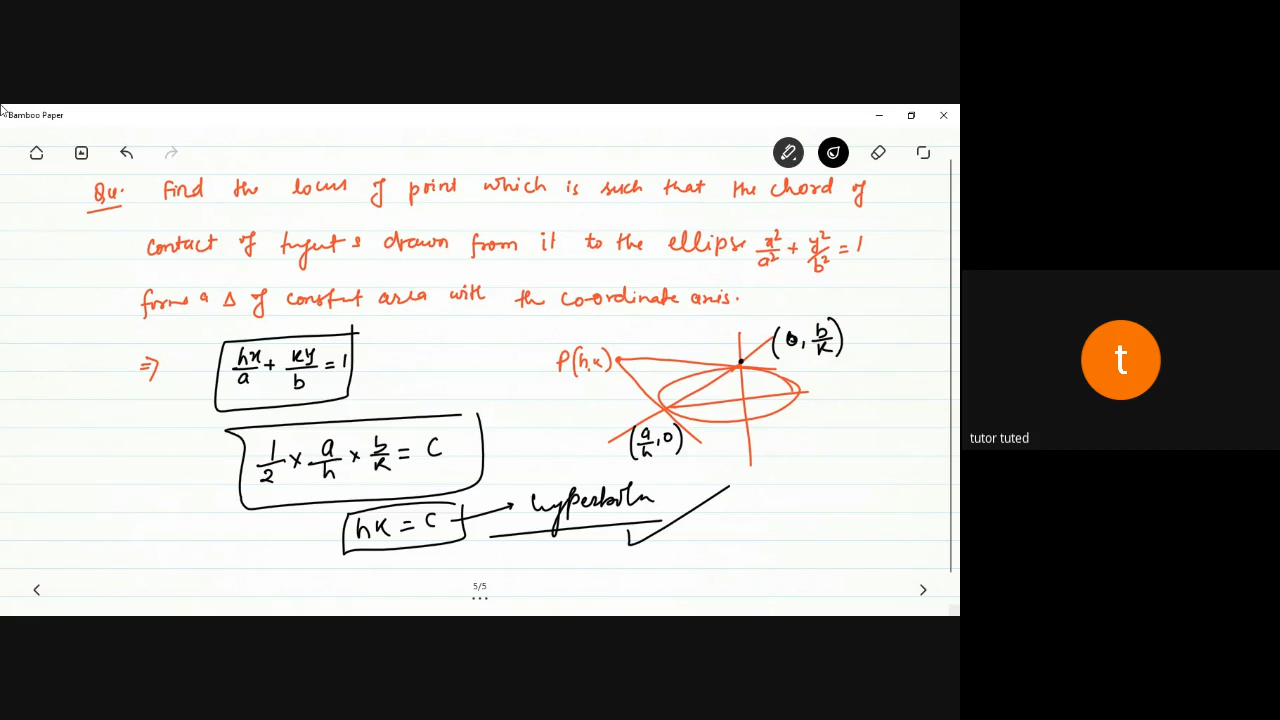 Bamboo Paper
Qu. Find the locus of point which is such that the chord of
contact of tngent s drawn from it to the ellipse x²/a² + y²/b² = 1
forms a Δ of constnt area with the co-ordinate axis.
⇒ hx/a + ky/b = 1
P(h,k)
(0, b/k)
(a/h, 0)
1/2 × a/h × b/k = C
hk = C → hyperbola
5/5
t
tutor tuted